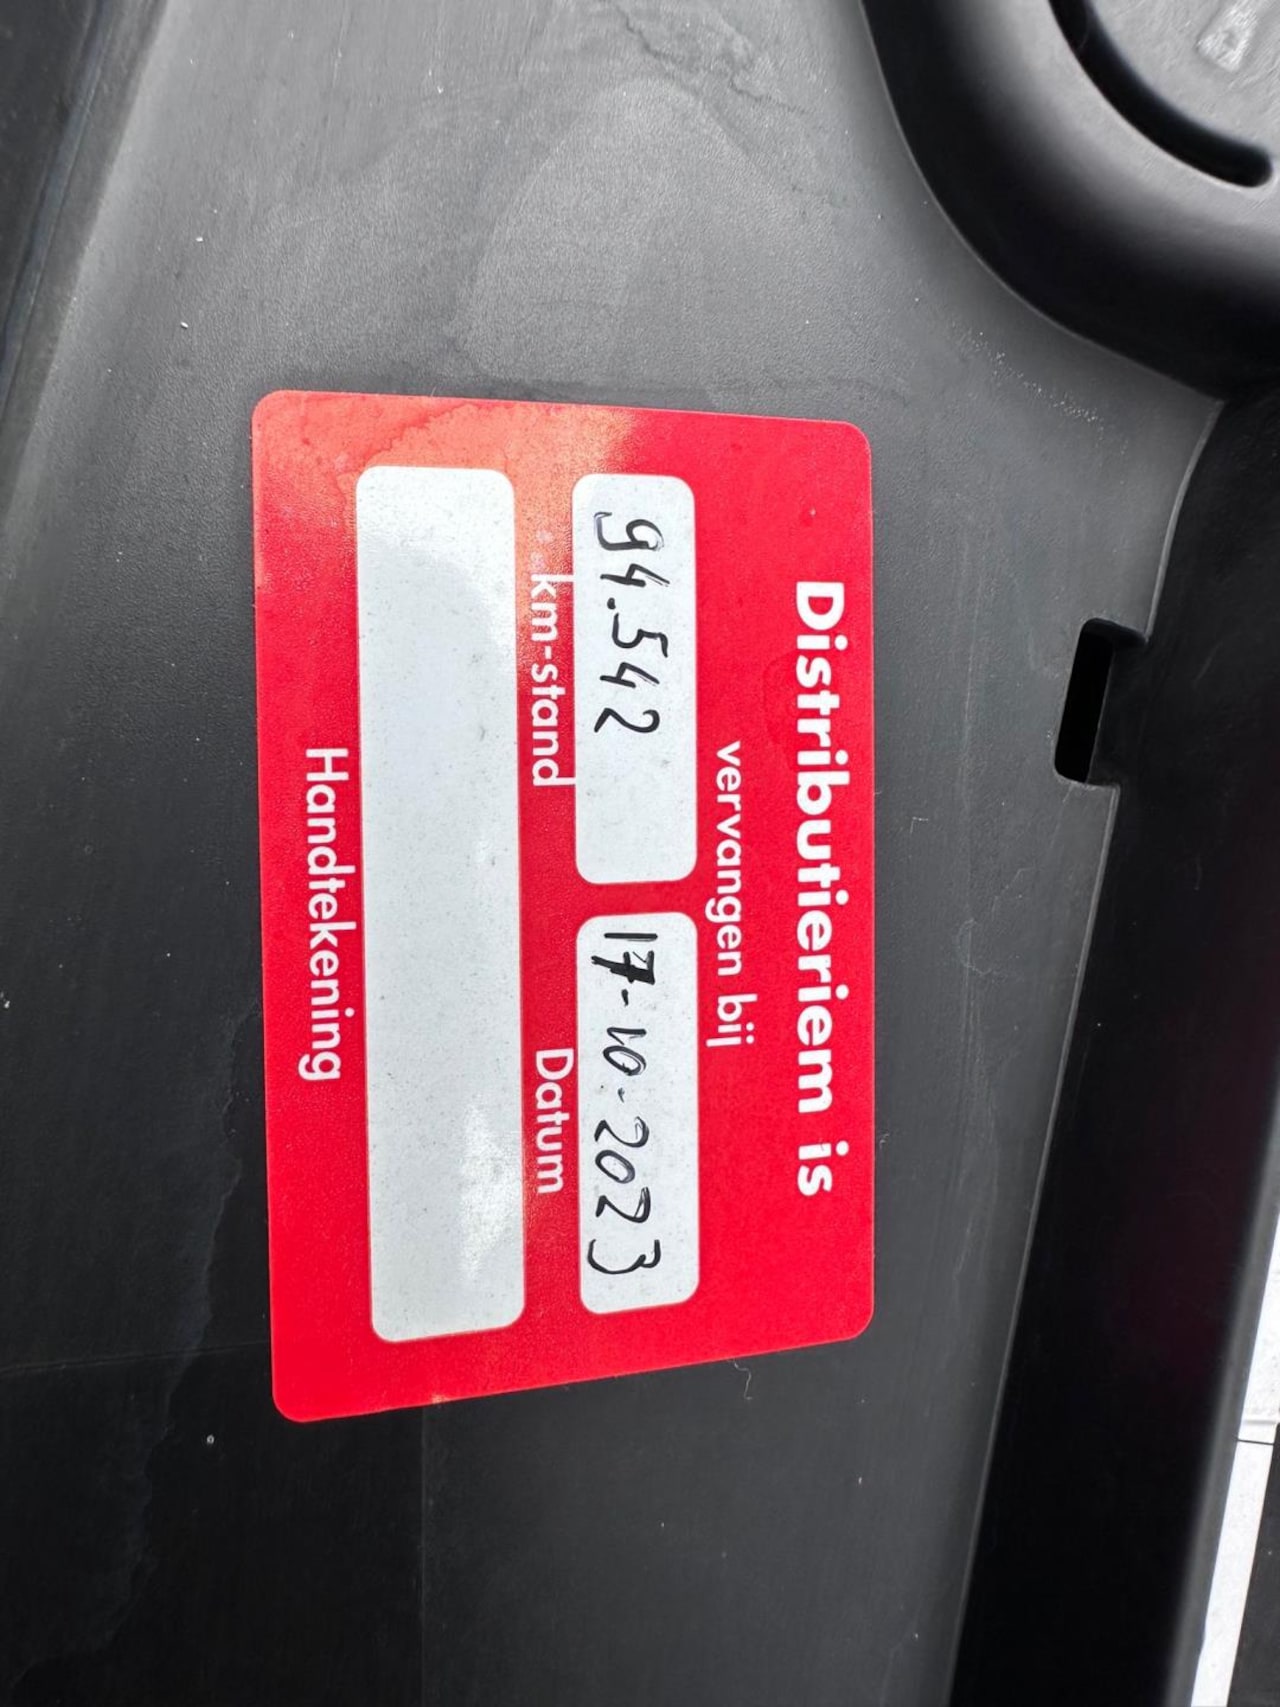 Distributieriem is
vervangen bij
94.542 17-10-2023
km-stand Datum
Handtekening